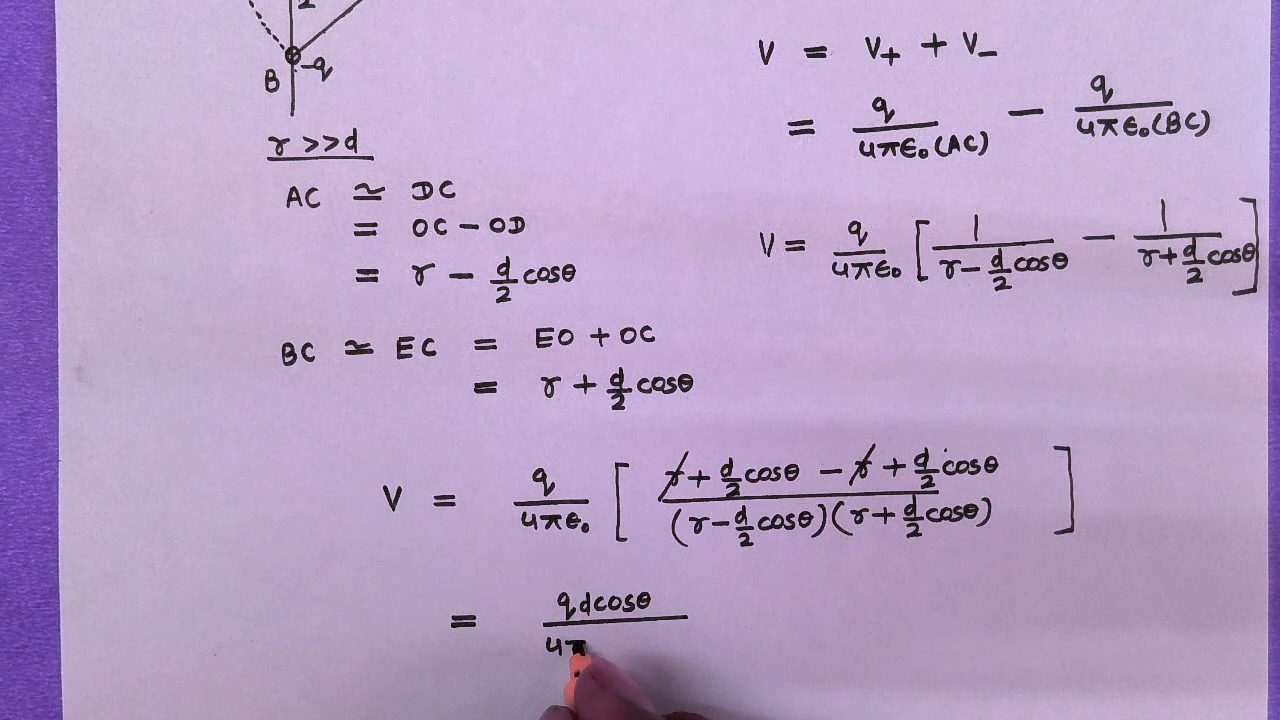 2
B -q
r >> d
AC ≃ DC
= OC - OD
= r - d/2 cosθ
BC ≃ EC = EO + OC
= r + d/2 cosθ
V = V+ + V-
= q/4πε₀(AC) - q/4πε₀(BC)
V = q/4πε₀ [1/(r - d/2 cosθ) - 1/(r + d/2 cosθ)]
V = q/4πε₀ [(r + d/2 cosθ - r + d/2 cosθ)/((r - d/2 cosθ)(r + d/2 cosθ))]
= qdcosθ/4π